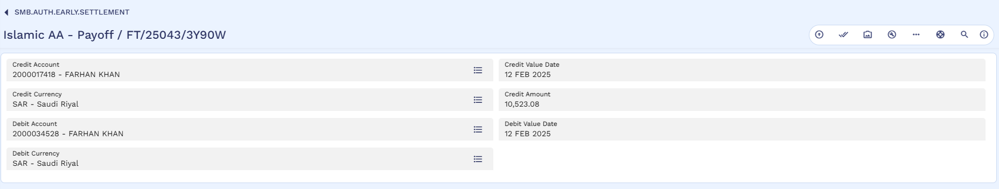 SMB.AUTH.EARLY.SETTLEMENT
Islamic AA - Payoff / FT/25043/3Y90W
Credit Account
2000017418 - FARHAN KHAN
Credit Value Date
12 FEB 2025
Credit Currency
SAR - Saudi Riyal
Credit Amount
10,523.08
Debit Account
2000034528 - FARHAN KHAN
Debit Value Date
12 FEB 2025
Debit Currency
SAR - Saudi Riyal